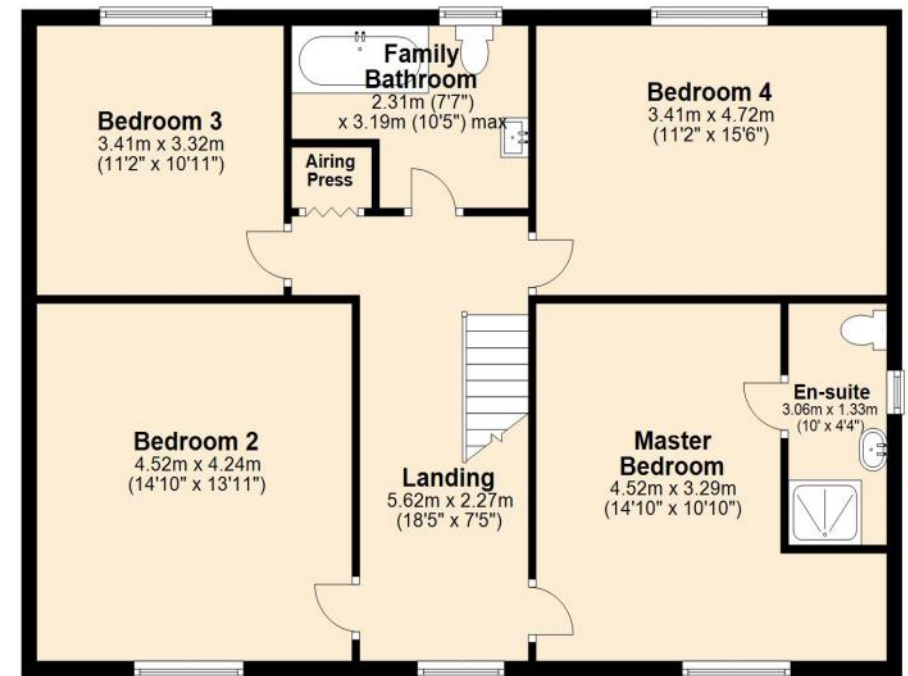 Bedroom 3
3.41m x 3.32m
(11'2" x 10'11")
Family
Bathroom
2.31m (7'7")
x 3.19m (10'5") max
Airing
Press
Bedroom 4
3.41m x 4.72m
(11'2" x 15'6")
Bedroom 2
4.52m x 4.24m
(14'10" x 13'11")
Landing
5.62m x 2.27m
(18'5" x 7'5")
Master
Bedroom
4.52m x 3.29m
(14'10" x 10'10")
En-suite
3.06m x 1.33m
(10' x 4'4")